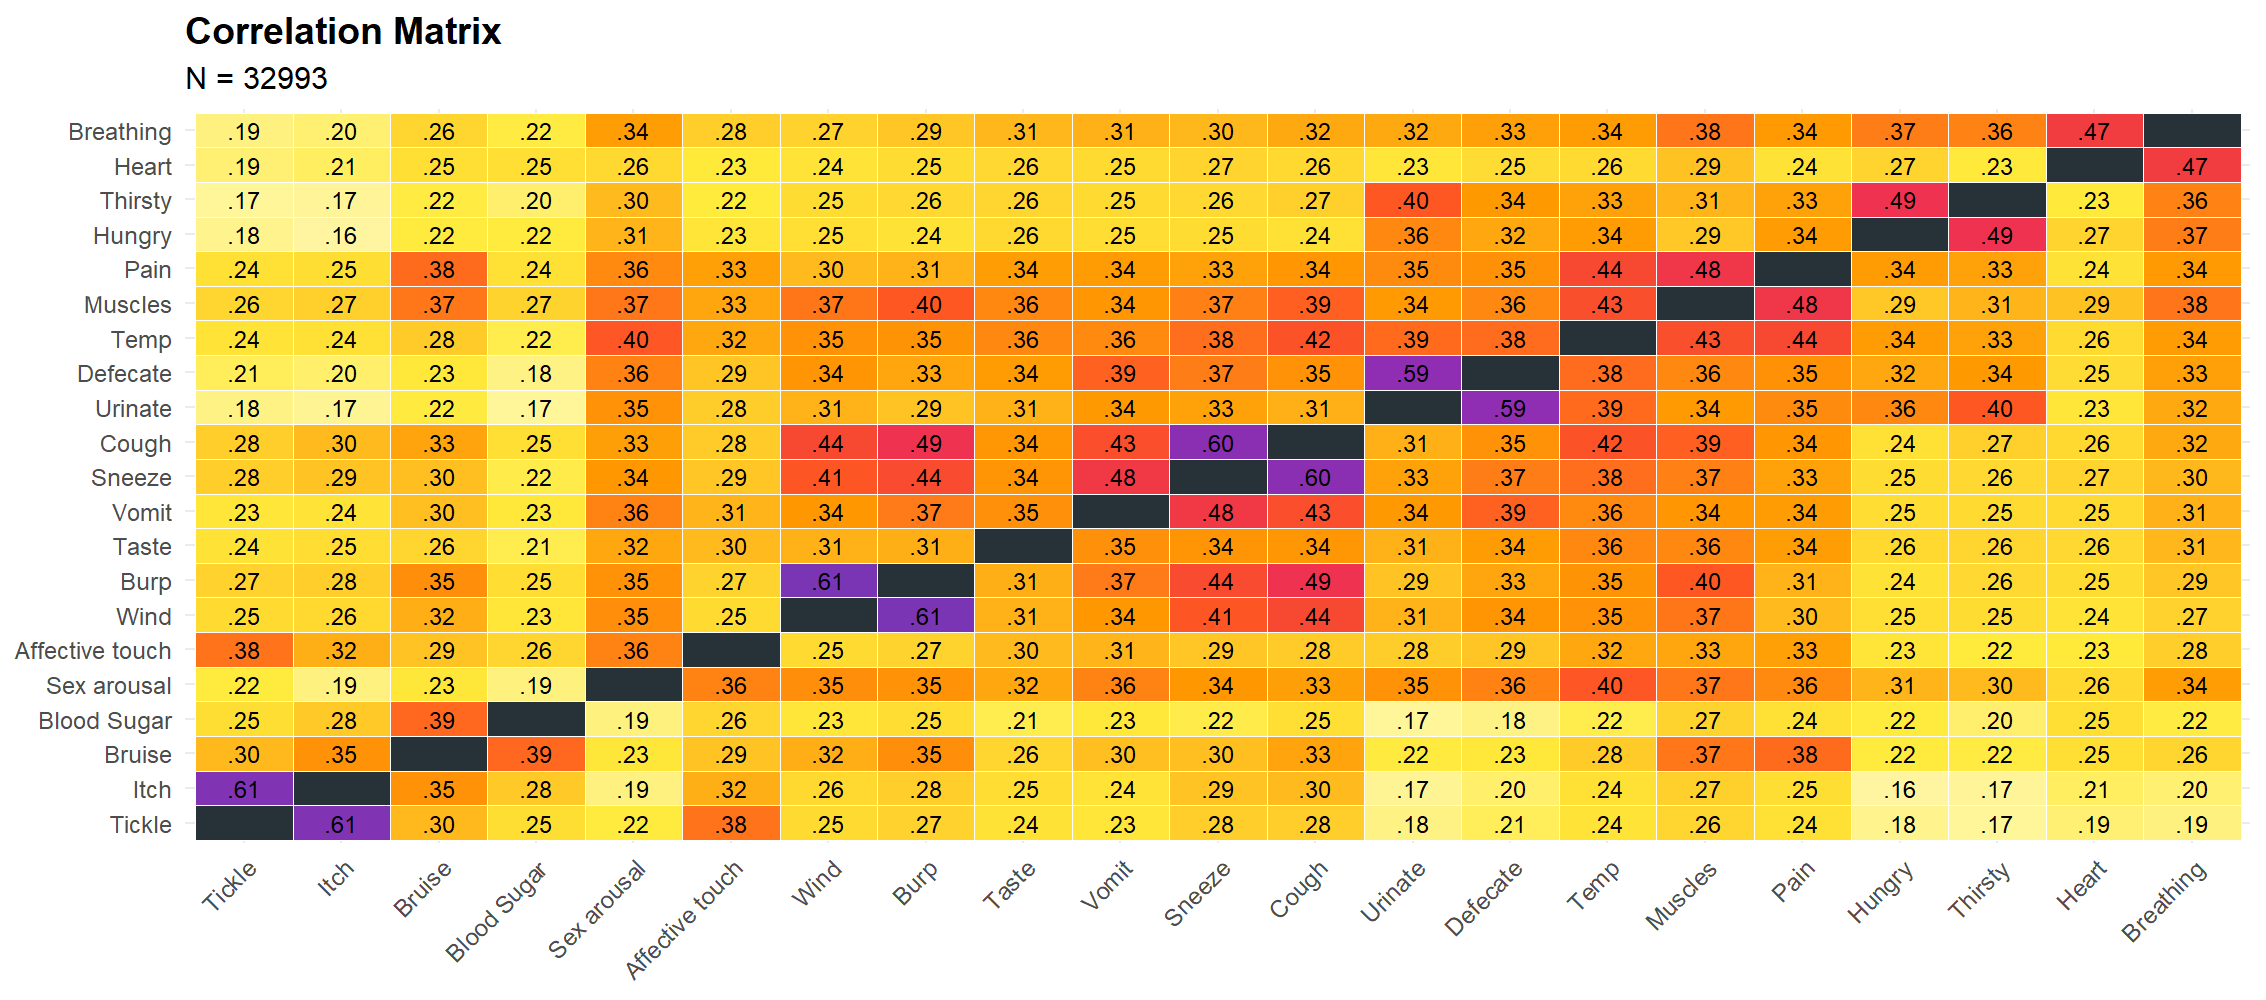 Correlation Matrix
N = 32993
Breathing .19 .20 .26 .22 .34 .28 .27 .29 .31 .31 .30 .32 .32 .33 .34 .38 .34 .37 .36 .47
Heart .19 .21 .25 .25 .26 .23 .24 .25 .26 .25 .27 .26 .23 .25 .26 .29 .24 .27 .23 .47
Thirsty .17 .17 .22 .20 .30 .22 .25 .26 .26 .25 .26 .27 .40 .34 .33 .31 .33 .49 .23 .36
Hungry .18 .16 .22 .22 .31 .23 .25 .24 .26 .25 .25 .24 .36 .32 .34 .29 .34 .49 .27 .37
Pain .24 .25 .38 .24 .36 .33 .30 .31 .34 .34 .33 .34 .35 .35 .44 .48 .34 .33 .24 .34
Muscles .26 .27 .37 .27 .37 .33 .37 .40 .36 .34 .37 .39 .34 .36 .43 .48 .29 .31 .29 .38
Temp .24 .24 .28 .22 .40 .32 .35 .35 .36 .36 .38 .42 .39 .38 .43 .44 .34 .33 .26 .34
Defecate .21 .20 .23 .18 .36 .29 .34 .33 .34 .39 .37 .35 .59 .38 .36 .35 .32 .34 .25 .33
Urinate .18 .17 .22 .17 .35 .28 .31 .29 .31 .34 .33 .31 .59 .39 .34 .35 .36 .40 .23 .32
Cough .28 .30 .33 .25 .33 .28 .44 .49 .34 .43 .60 .31 .35 .42 .39 .34 .24 .27 .26 .32
Sneeze .28 .29 .30 .22 .34 .29 .41 .44 .34 .48 .60 .33 .37 .38 .37 .33 .25 .26 .27 .30
Vomit .23 .24 .30 .23 .36 .31 .34 .37 .35 .48 .43 .34 .39 .36 .34 .34 .25 .25 .25 .31
Taste .24 .25 .26 .21 .32 .30 .31 .31 .35 .34 .34 .31 .34 .36 .36 .34 .26 .26 .26 .31
Burp .27 .28 .35 .25 .35 .27 .61 .31 .37 .44 .49 .29 .33 .35 .40 .31 .24 .26 .25 .29
Wind .25 .26 .32 .23 .35 .25 .61 .31 .34 .41 .44 .31 .34 .35 .37 .30 .25 .25 .24 .27
Affective touch .38 .32 .29 .26 .36 .25 .27 .30 .31 .29 .28 .28 .29 .32 .33 .33 .23 .22 .23 .28
Sex arousal .22 .19 .23 .19 .36 .35 .35 .32 .36 .34 .33 .35 .36 .40 .37 .36 .31 .30 .26 .34
Blood Sugar .25 .28 .39 .19 .26 .23 .25 .21 .23 .22 .25 .17 .18 .22 .27 .24 .22 .20 .25 .22
Bruise .30 .35 .39 .23 .29 .32 .35 .26 .30 .30 .33 .22 .23 .28 .37 .38 .22 .22 .25 .26
Itch .61 .35 .28 .19 .32 .26 .28 .25 .24 .29 .30 .17 .20 .24 .27 .25 .16 .17 .21 .20
Tickle .61 .30 .25 .22 .38 .25 .27 .24 .23 .28 .28 .18 .21 .24 .26 .24 .18 .17 .19 .19
Tickle Itch Bruise Blood Sugar Sex arousal Affective touch Wind Burp Taste Vomit Sneeze Cough Urinate Defecate Temp Muscles Pain Hungry Thirsty Heart Breathing